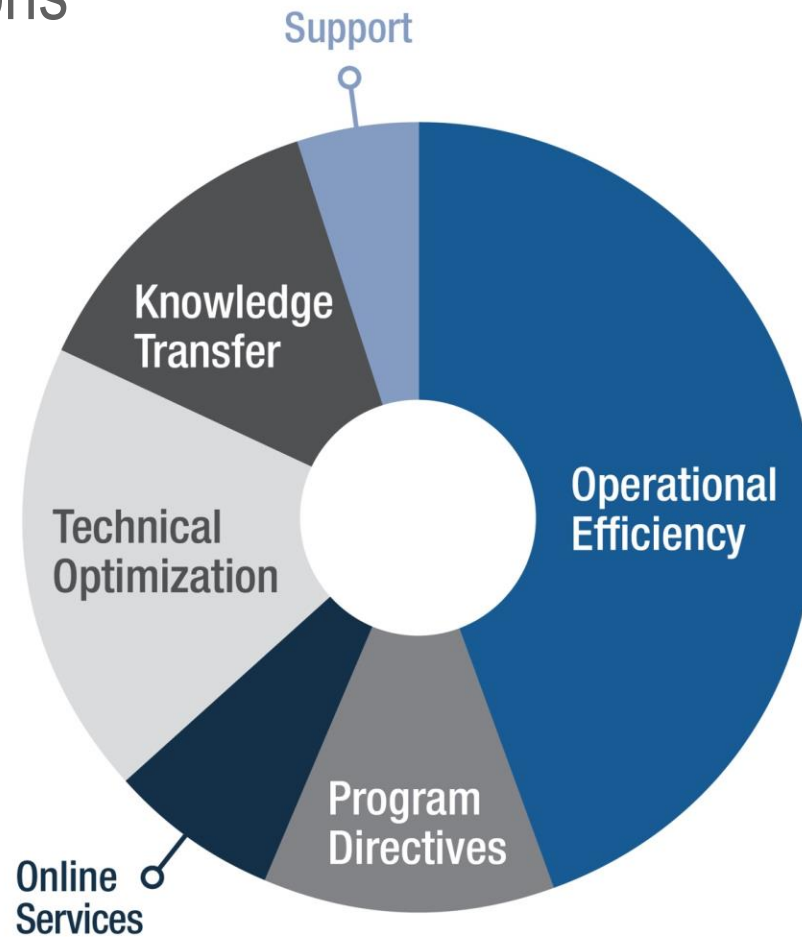 Support
Knowledge
Transfer
Operational
Efficiency
Technical
Optimization
Program
Directives
Online
Services